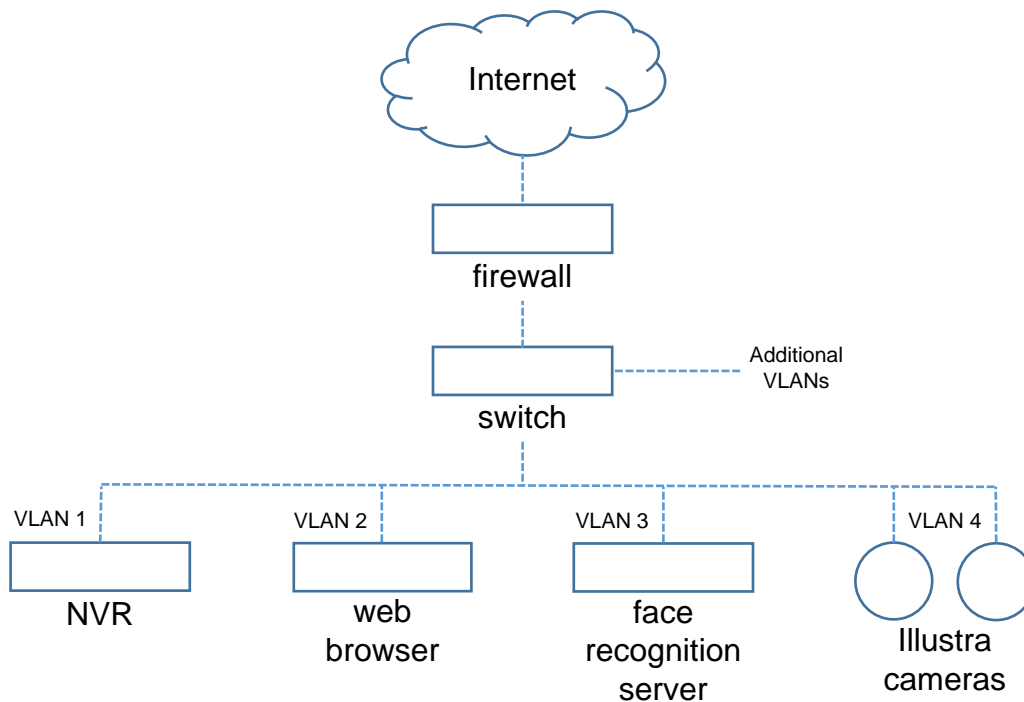 Internet
firewall
Additional
VLANs
switch
VLAN 1
VLAN 2
VLAN 3
VLAN 4
NVR
web
browser
face
recognition
server
Illustra
cameras